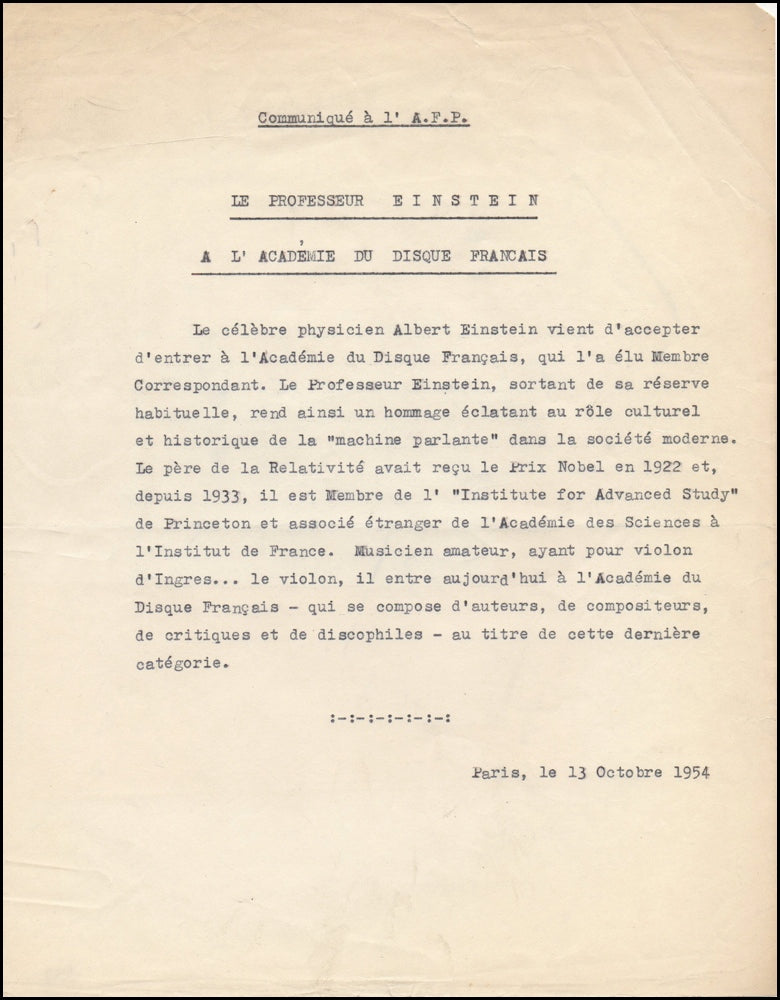 Communiqué à l' A.F.P.
LE PROFESSEUR E I N S T E I N
A L' ACADÉMIE DU DISQUE FRANCAIS
Le célèbre physicien Albert Einstein vient d'accepter
d'entrer à l'Académie du Disque Français, qui l'a élu Membre
Correspondant. Le Professeur Einstein, sortant de sa réserve
habituelle, rend ainsi un hommage éclatant au rôle culturel
et historique de la "machine parlante" dans la société moderne.
Le père de la Relativité avait reçu le Prix Nobel en 1922 et,
depuis 1933, il est Membre de l' "Institute for Advanced Study"
de Princeton et associé étranger de l'Académie des Sciences à
l'Institut de France. Musicien amateur, ayant pour violon
d'Ingres... le violon, il entre aujourd'hui à l'Académie du
Disque Français - qui se compose d'auteurs, de compositeurs,
de critiques et de discophiles - au titre de cette dernière
catégorie.
:-:-:-:-:-:-:
Paris, le 13 Octobre 1954